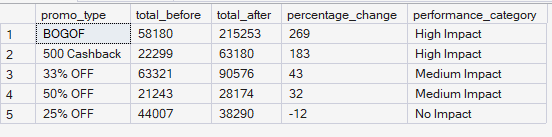 promo_type total_before total_after percentage_change performance_category
1 BOGOF 58180 215253 269 High Impact
2 500 Cashback 22299 63180 183 High Impact
3 33% OFF 63321 90576 43 Medium Impact
4 50% OFF 21243 28174 32 Medium Impact
5 25% OFF 44007 38290 -12 No Impact